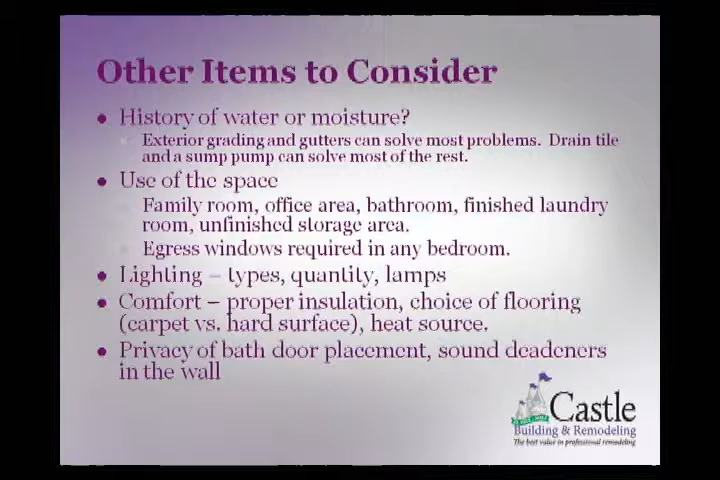 Other Items to Consider
• History of water or moisture?
Exterior grading and gutters can solve most problems. Drain tile
and a sump pump can solve most of the rest.
• Use of the space
Family room, office area, bathroom, finished laundry
room, unfinished storage area.
Egress windows required in any bedroom.
• Lighting – types, quantity, lamps
• Comfort – proper insulation, choice of flooring
(carpet vs. hard surface), heat source.
• Privacy of bath door placement, sound deadeners
in the wall
Castle
Building & Remodeling
The best value in professional remodeling